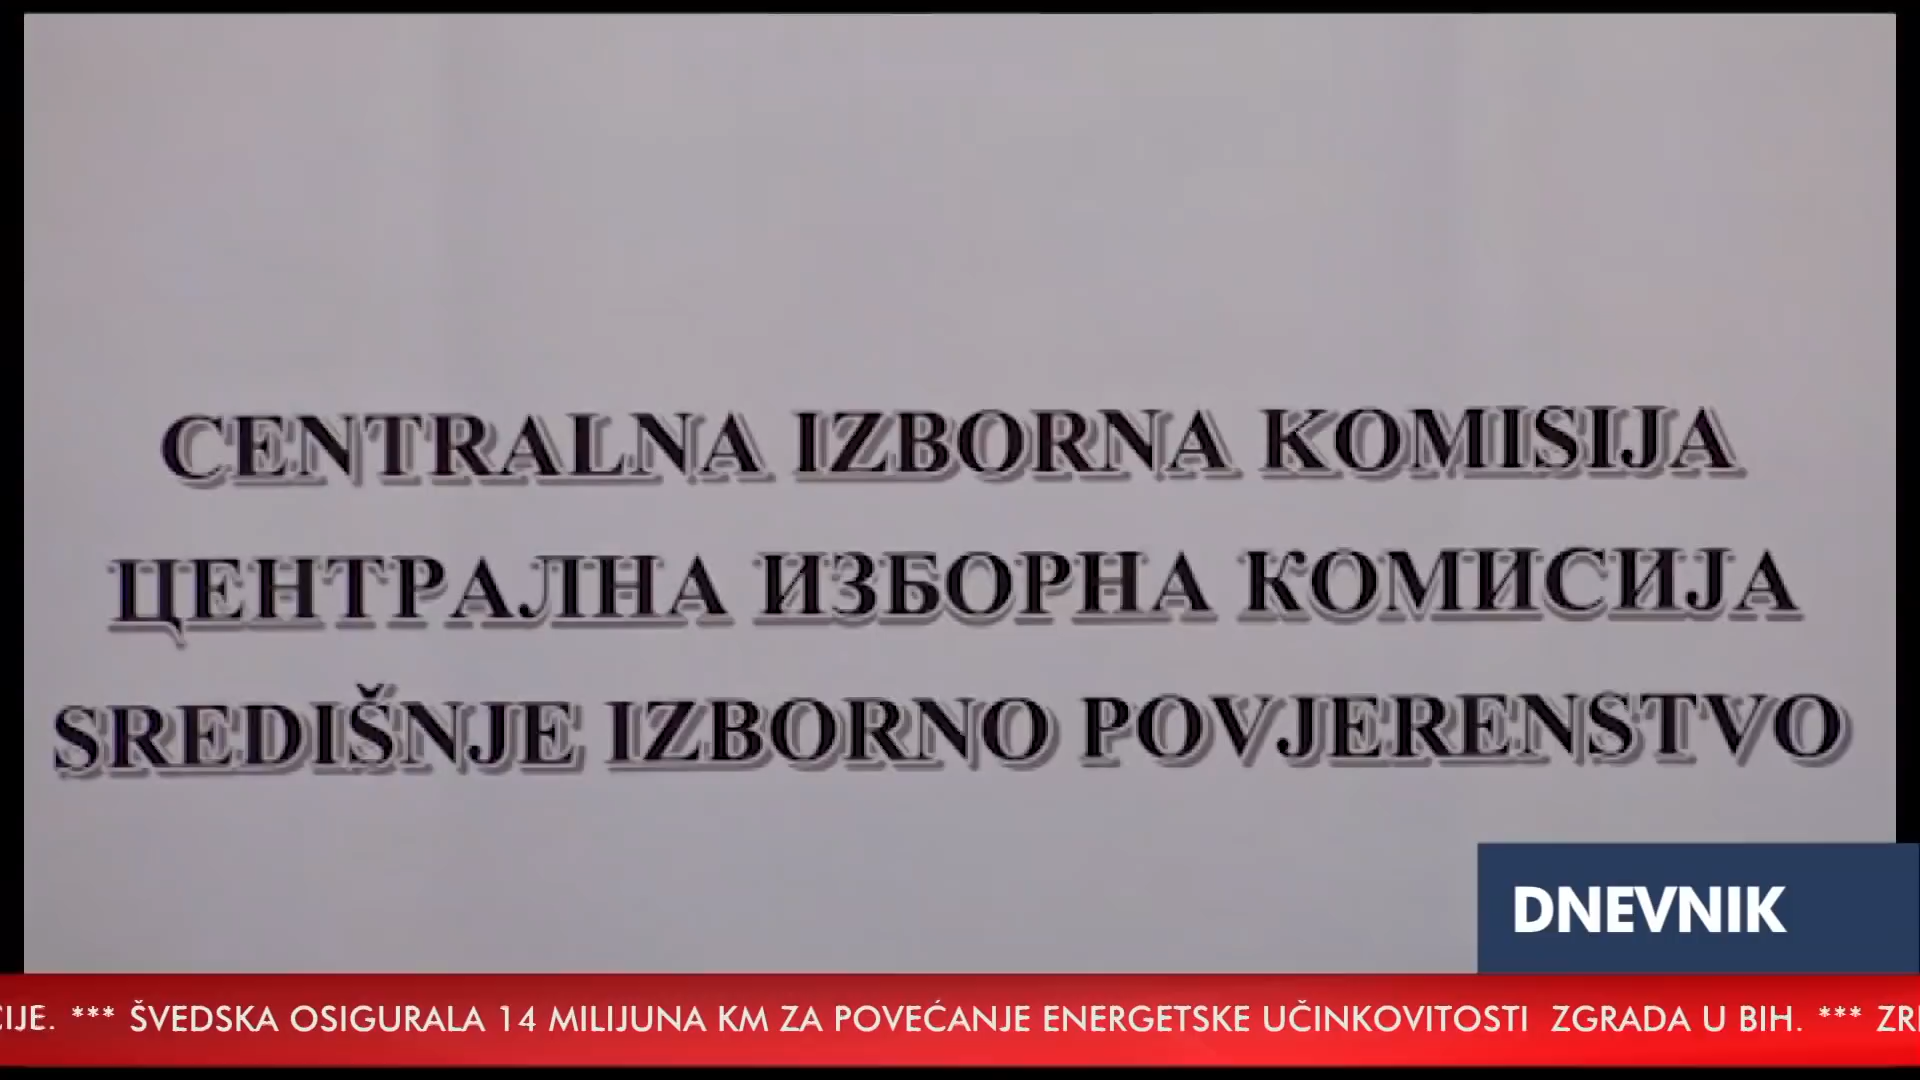 CENTRALNA IZBORNA KOMISIJA
ЦЕНТРАЛНА ИЗБОРНА КОМИСИЈА
SREDIŠNJE IZBORNO POVJERENSTVO
DNEVNIK
*** ŠVEDSKA OSIGURALA 14 MILIJUNA KM ZA POVEĆANJE ENERGETSKE UČINKOVITOSTI ZGRADA U BIH. ***